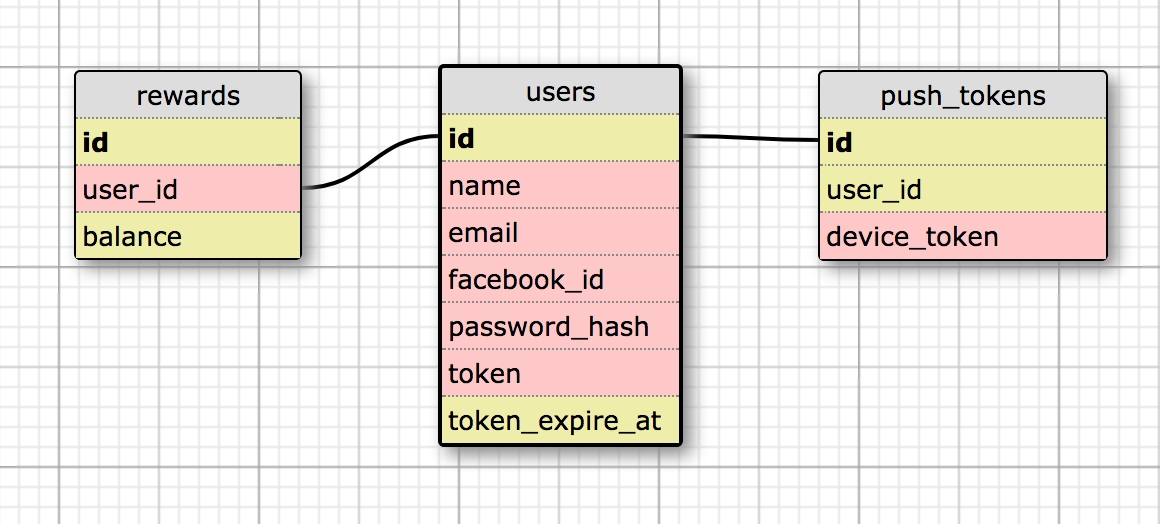 rewards
id
user_id
balance
users
id
name
email
facebook_id
password_hash
token
token_expire_at
push_tokens
id
user_id
device_token